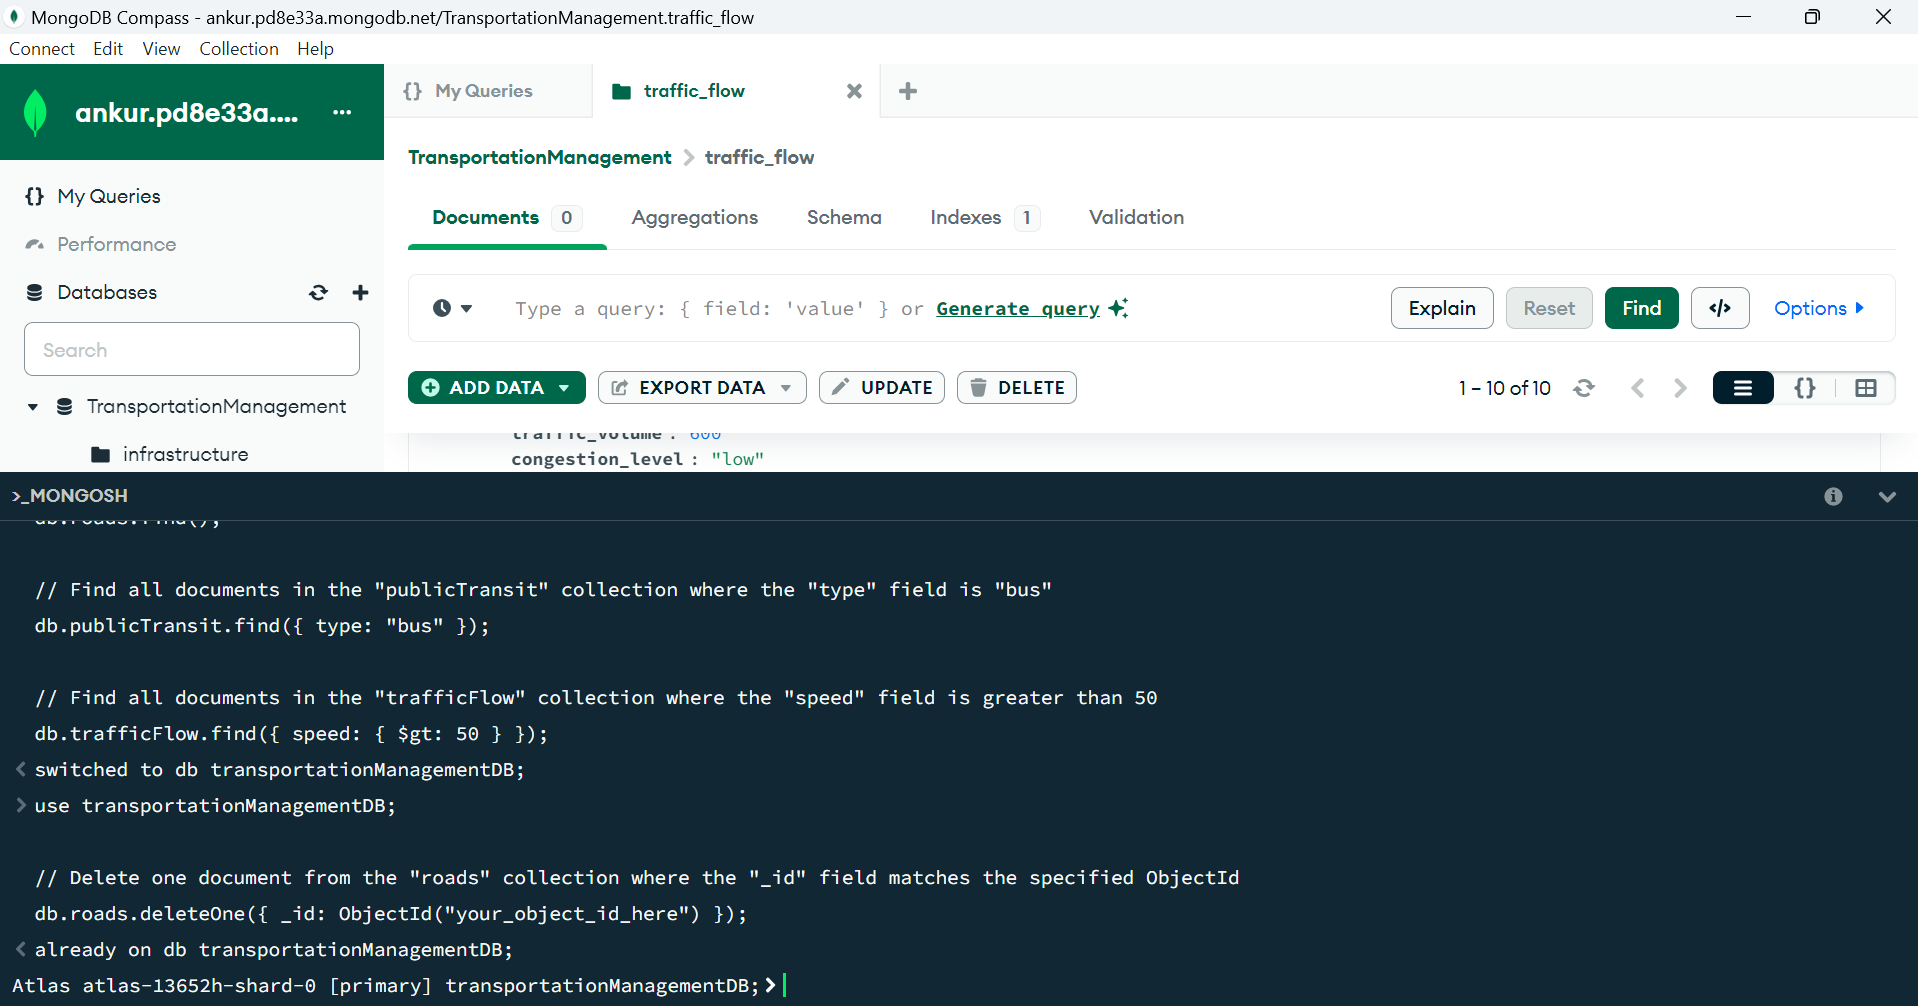 MongoDB Compass - ankur.pd8e33a.mongodb.net/TransportationManagement.traffic_flow
Connect Edit View Collection Help
ankur.pd8e33a.... ...
{} My Queries
Performance
Databases
Search
TransportationManagement
infrastructure
{} My Queries
traffic_flow
TransportationManagement > traffic_flow
Documents 0 Aggregations Schema Indexes 1 Validation
Type a query: { field: 'value' } or Generate query
Explain Reset Find </> Options
ADD DATA EXPORT DATA UPDATE DELETE
1 – 10 of 10 {}
traffic_volume : 600
congestion_level : "low"
>_MONGOSH
db.roads.find();
// Find all documents in the "publicTransit" collection where the "type" field is "bus"
db.publicTransit.find({ type: "bus" });
// Find all documents in the "trafficFlow" collection where the "speed" field is greater than 50
db.trafficFlow.find({ speed: { $gt: 50 } });
< switched to db transportationManagementDB;
> use transportationManagementDB;
// Delete one document from the "roads" collection where the "_id" field matches the specified ObjectId
db.roads.deleteOne({ _id: ObjectId("your_object_id_here") });
< already on db transportationManagementDB;
Atlas atlas-13652h-shard-0 [primary] transportationManagementDB; >